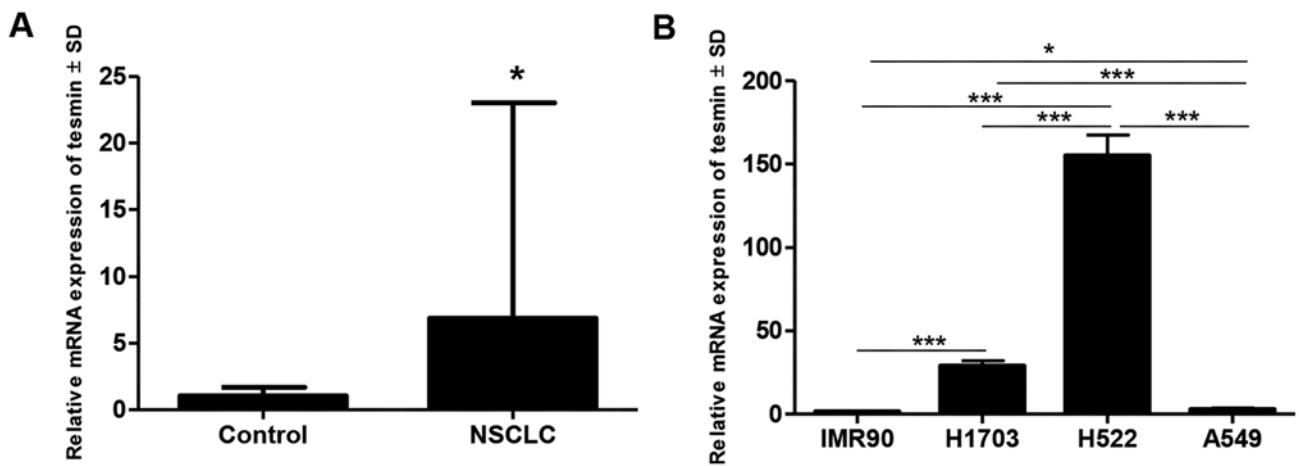 A
Relative mRNA expression of tesmin ± SD
25
20
15
10
5
0
*
Control
NSCLC
B
Relative mRNA expression of tesmin ± SD
200
150
100
50
0
*
***
***
***
***
***
IMR90
H1703
H522
A549